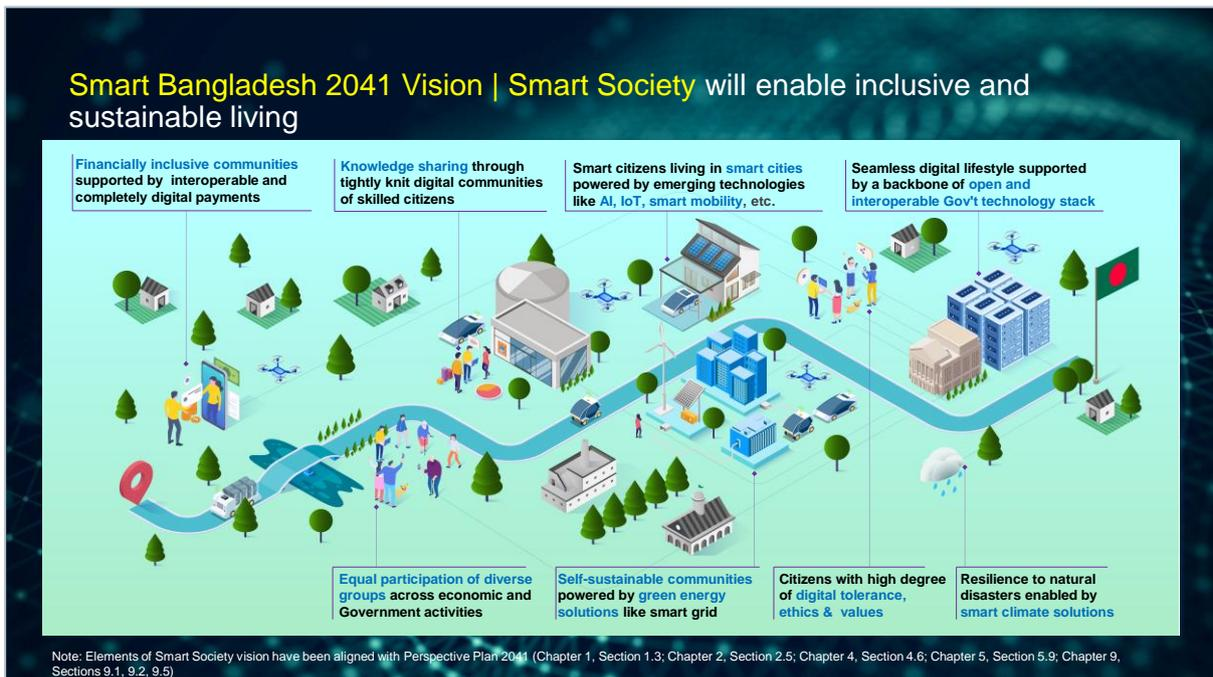 Smart Bangladesh 2041 Vision | Smart Society will enable inclusive and
sustainable living
Financially inclusive communities
supported by interoperable and
completely digital payments
Knowledge sharing through
tightly knit digital communities
of skilled citizens
Smart citizens living in smart cities
powered by emerging technologies
like AI, IoT, smart mobility, etc.
Seamless digital lifestyle supported
by a backbone of open and
interoperable Gov't technology stack
Equal participation of diverse
groups across economic and
Government activities
Self-sustainable communities
powered by green energy
solutions like smart grid
Citizens with high degree
of digital tolerance,
ethics & values
Resilience to natural
disasters enabled by
smart climate solutions
Note: Elements of Smart Society vision have been aligned with Perspective Plan 2041 (Chapter 1, Section 1.3; Chapter 2, Section 2.5; Chapter 4, Section 4.6; Chapter 5, Section 5.9; Chapter 9,
Sections 9.1, 9.2, 9.5)